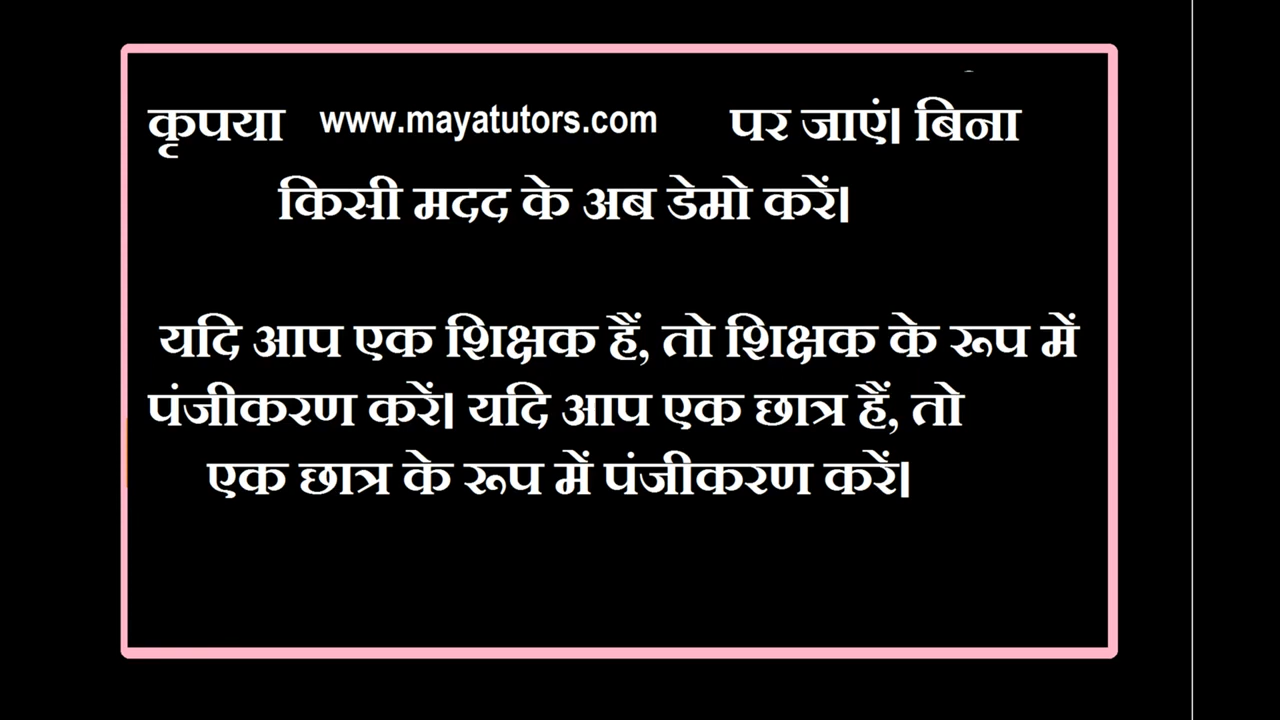 कृपया www.mayatutors.com पर जाएं। बिना
किसी मदद के अब डेमो करें।
यदि आप एक शिक्षक हैं, तो शिक्षक के रूप में
पंजीकरण करें। यदि आप एक छात्र हैं, तो
एक छात्र के रूप में पंजीकरण करें।